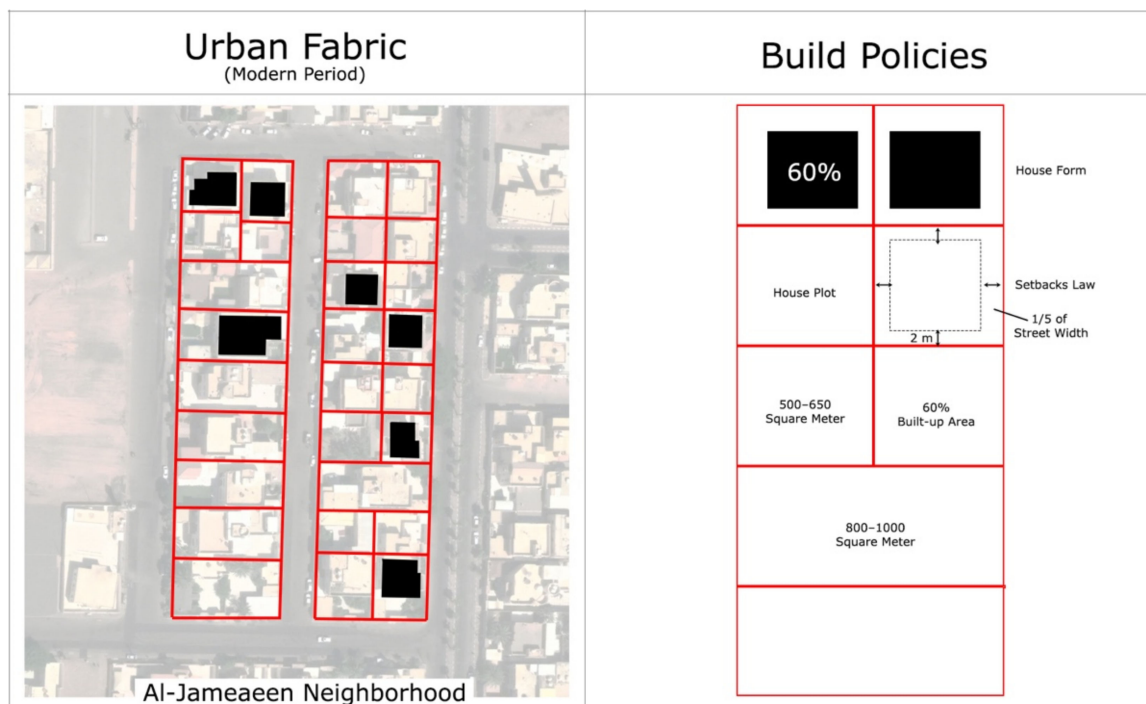 Urban Fabric
(Modern Period)
Al-Jameaeen Neighborhood
Build Policies
60%
House Form
House Plot
Setbacks Law
1/5 of
Street Width
2 m
500–650
Square Meter
60%
Built-up Area
800–1000
Square Meter